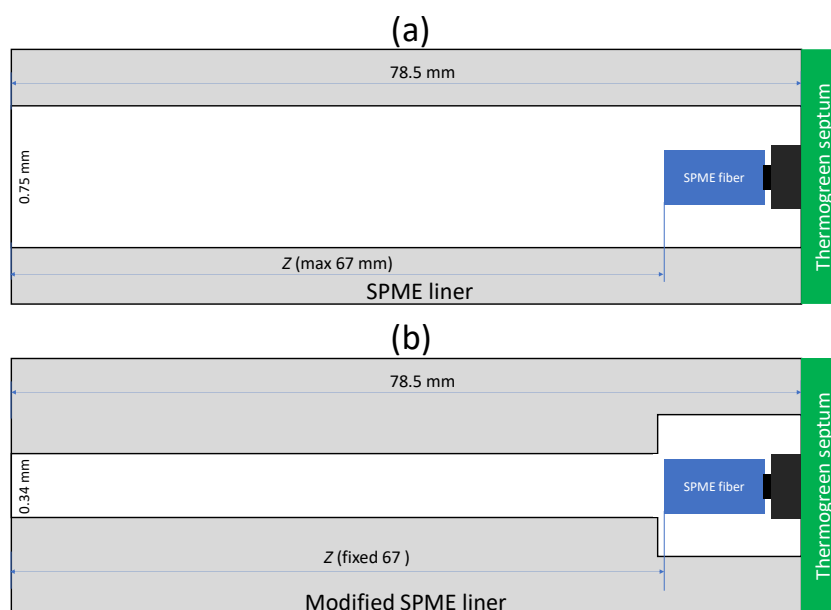 (a)
78.5 mm
0.75 mm
SPME fiber
Thermogreen septum
Z (max 67 mm)
SPME liner
(b)
78.5 mm
0.34 mm
SPME fiber
Thermogreen septum
Z (fixed 67 )
Modified SPME liner